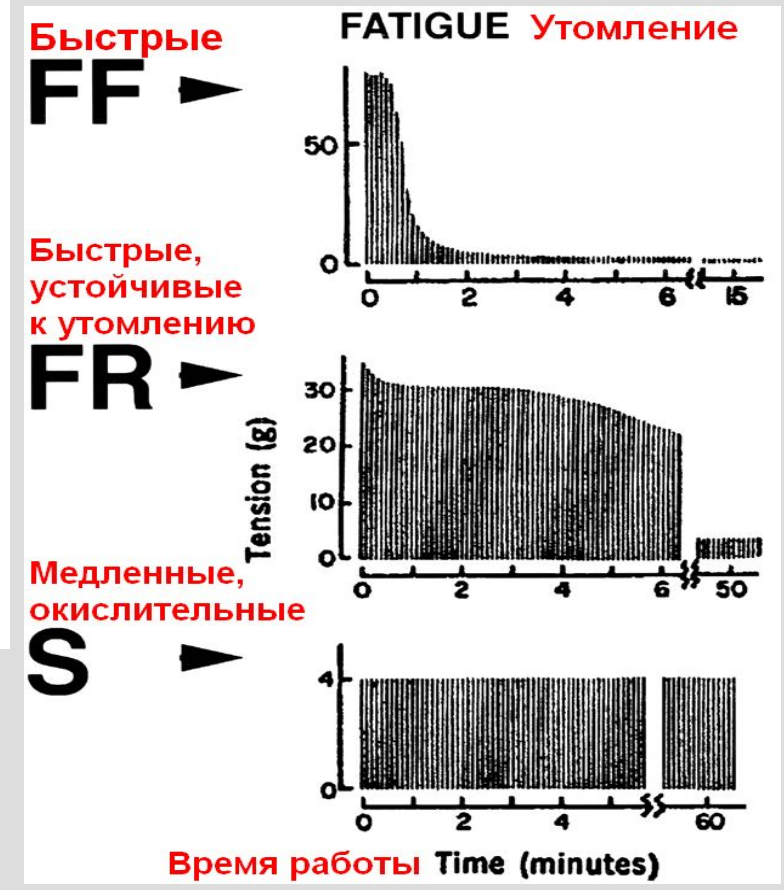 FATIGUE Утомление
Быстрые
FF
50
0
0 2 4 6 15
Быстрые,
устойчивые
к утомлению
FR
Tension (g)
30
20
10
0
0 2 4 6 50
Медленные,
окислительные
S
4
0
0 2 4 60
Время работы Time (minutes)